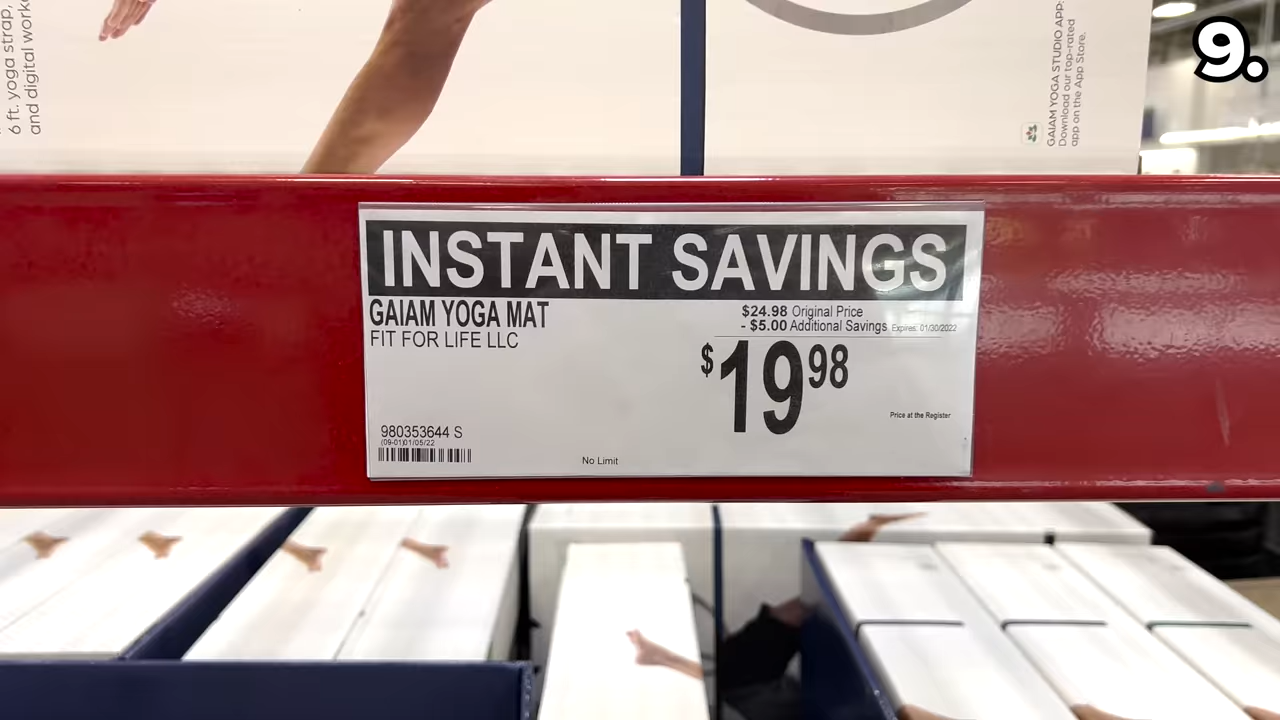 6 ft. yoga strap,
and digital work
GAIAM YOGA STUDIO APP:
Download our top-rated
app on the App Store.
9.
INSTANT SAVINGS
GAIAM YOGA MAT
FIT FOR LIFE LLC
$24.98 Original Price
- $5.00 Additional Savings Expires: 01/30/2022
$19 98
Price at the Register
980353644 S
(09-01)01/05/22
No Limit